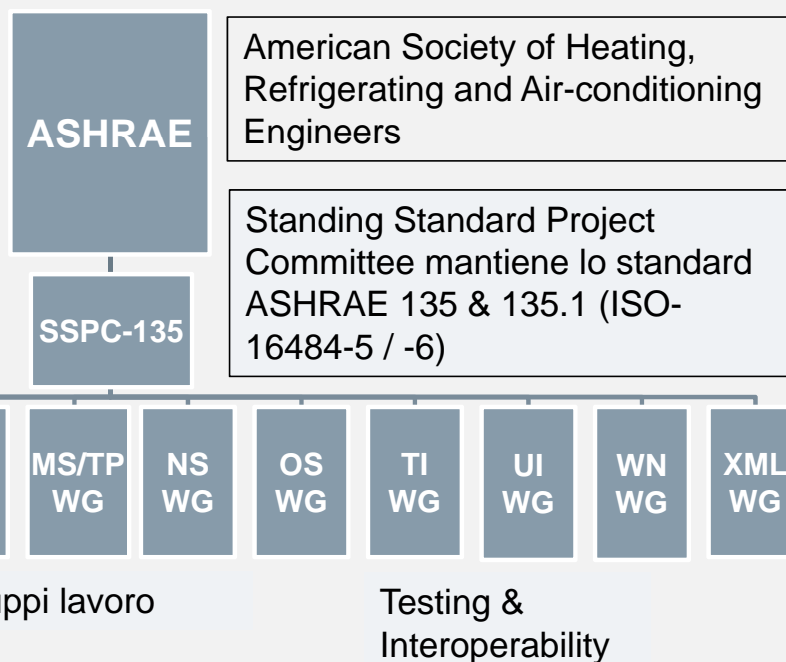 ASHRAE
American Society of Heating,
Refrigerating and Air-conditioning
Engineers
Standing Standard Project
Committee mantiene lo standard
ASHRAE 135 & 135.1 (ISO-
16484-5 / -6)
SSPC-135
MS/TP
WG
NS
WG
OS
WG
TI
WG
UI
WG
WN
WG
XML
WG
lavoro
Testing &
Interoperability